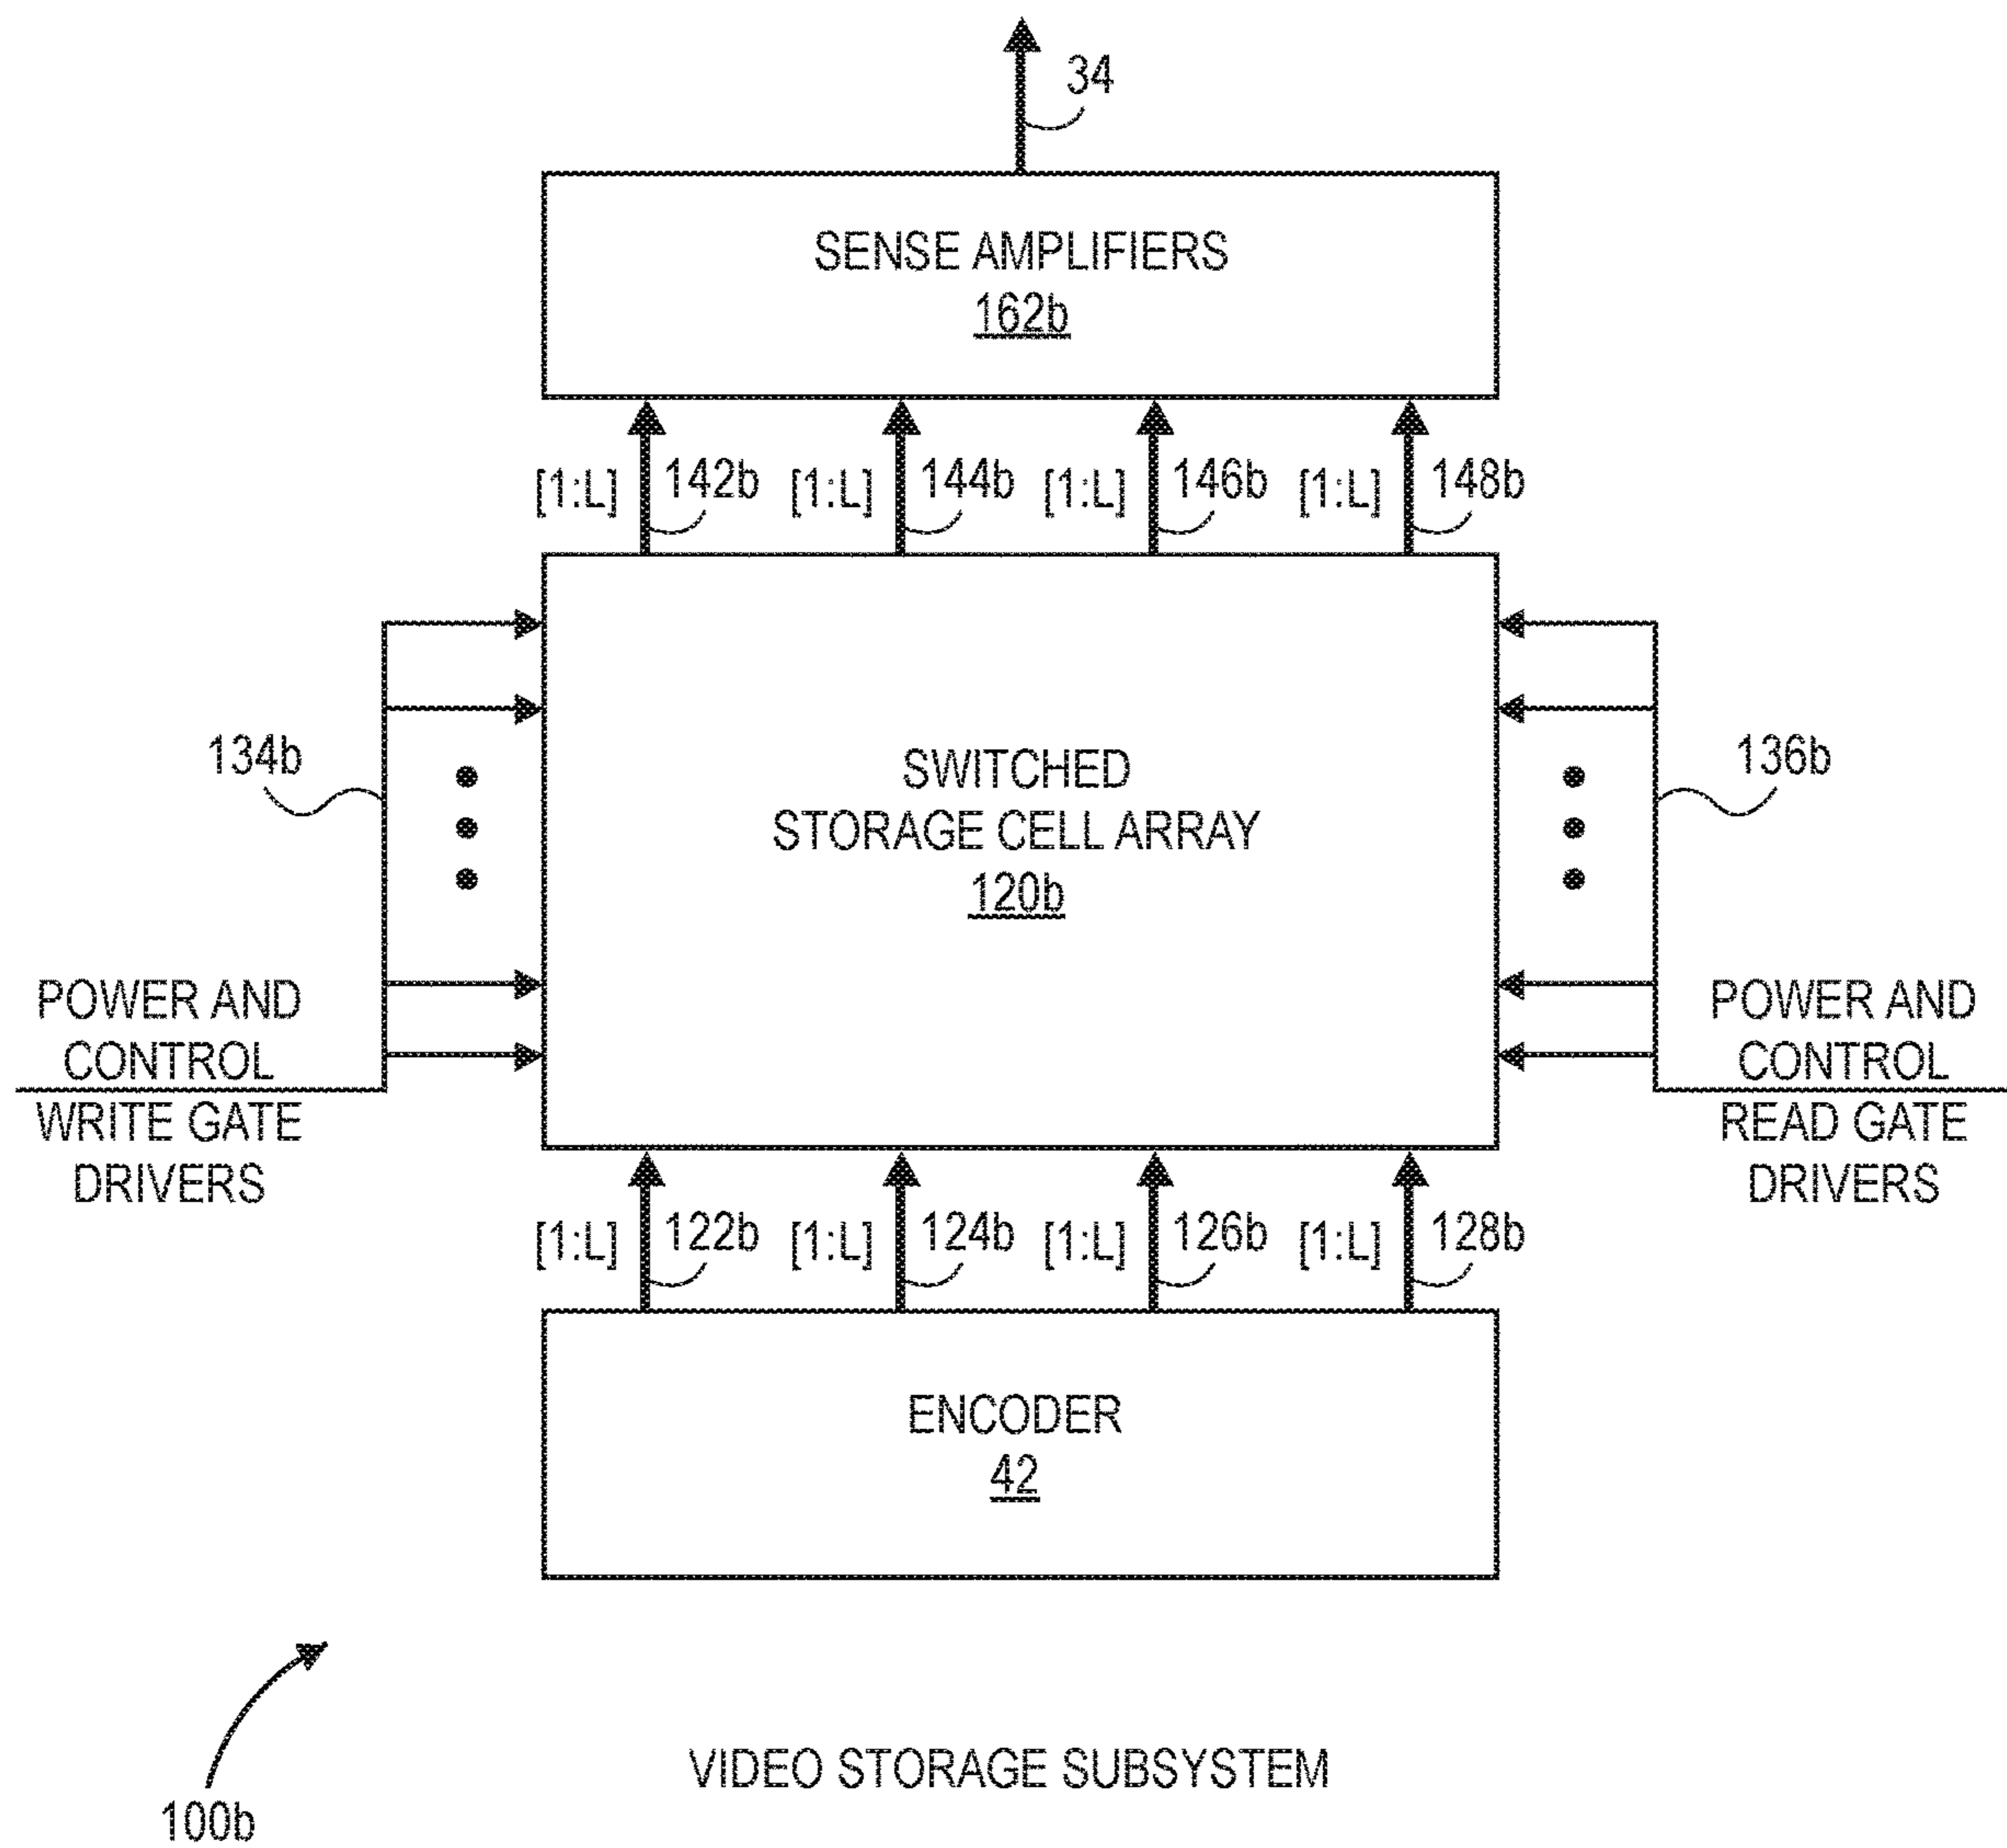 34
SENSE AMPLIFIERS
162b
[1:L] 142b [1:L] 144b [1:L] 146b [1:L] 148b
134b
136b
SWITCHED
STORAGE CELL ARRAY
120b
POWER AND
CONTROL
WRITE GATE
DRIVERS
POWER AND
CONTROL
READ GATE
DRIVERS
[1:L] 122b [1:L] 124b [1:L] 126b [1:L] 128b
ENCODER
42
VIDEO STORAGE SUBSYSTEM
100b